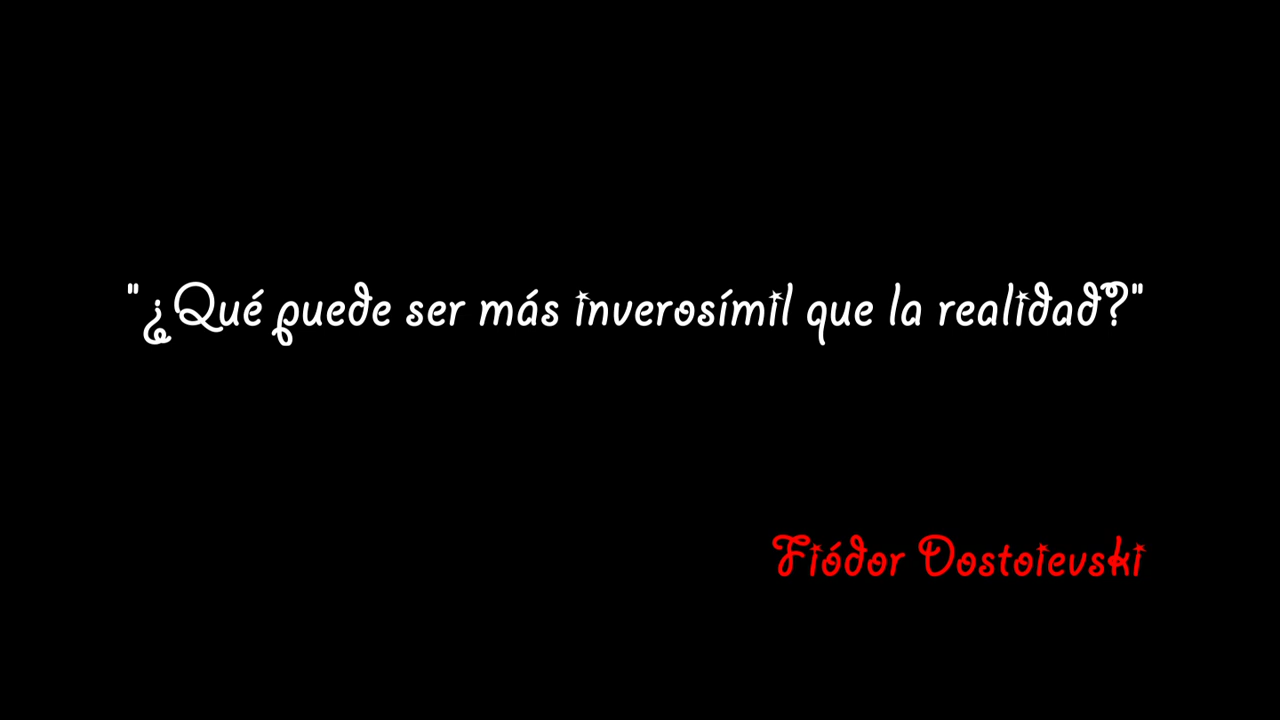 "¿Qué puede ser más inverosímil que la realidad?"
Fiódor Dostoievski